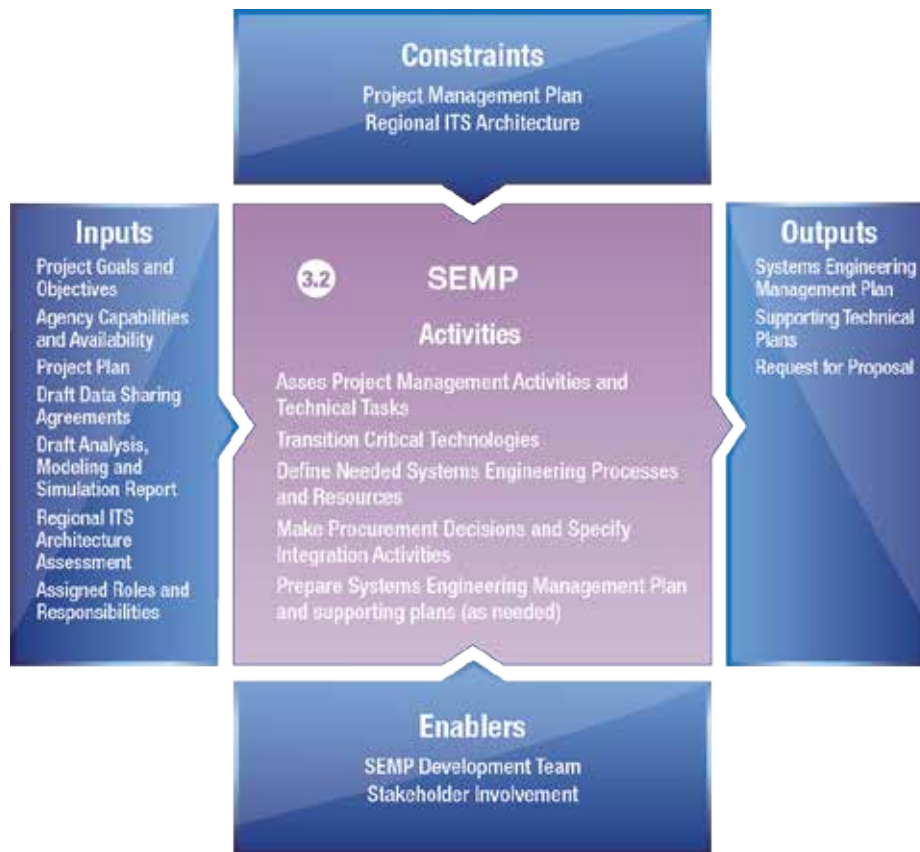 Constraints
Project Management Plan
Regional ITS Architecture
Inputs
Project Goals and
Objectives
Agency Capabilities
and Availability
Project Plan
Draft Data Sharing
Agreements
Draft Analysis,
Modeling and
Simulation Report
Regional ITS
Architecture
Assessment
Assigned Roles and
Responsibilities
3.2 SEMP
Activities
Asses Project Management Activities and
Technical Tasks
Transition Critical Technologies
Define Needed Systems Engineering Processes
and Resources
Make Procurement Decisions and Specify
Integration Activities
Prepare Systems Engineering Management Plan
and supporting plans (as needed)
Outputs
Systems Engineering
Management Plan
Supporting Technical
Plans
Request for Proposal
Enablers
SEMP Development Team
Stakeholder Involvement